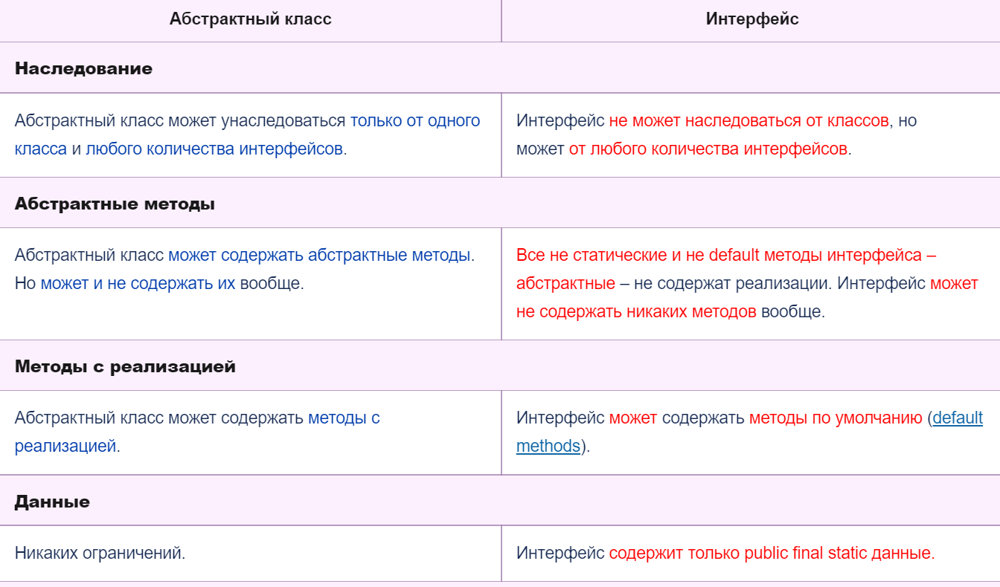 Абстрактный класс
Интерфейс
Наследование
Абстрактный класс может унаследоваться только от одного
класса и любого количества интерфейсов.
Интерфейс не может наследоваться от классов, но
может от любого количества интерфейсов.
Абстрактные методы
Абстрактный класс может содержать абстрактные методы.
Но может и не содержать их вообще.
Все не статические и не default методы интерфейса –
абстрактные – не содержат реализации. Интерфейс может
не содержать никаких методов вообще.
Методы с реализацией
Абстрактный класс может содержать методы с
реализацией.
Интерфейс может содержать методы по умолчанию (default
methods).
Данные
Никаких ограничений.
Интерфейс содержит только public final static данные.